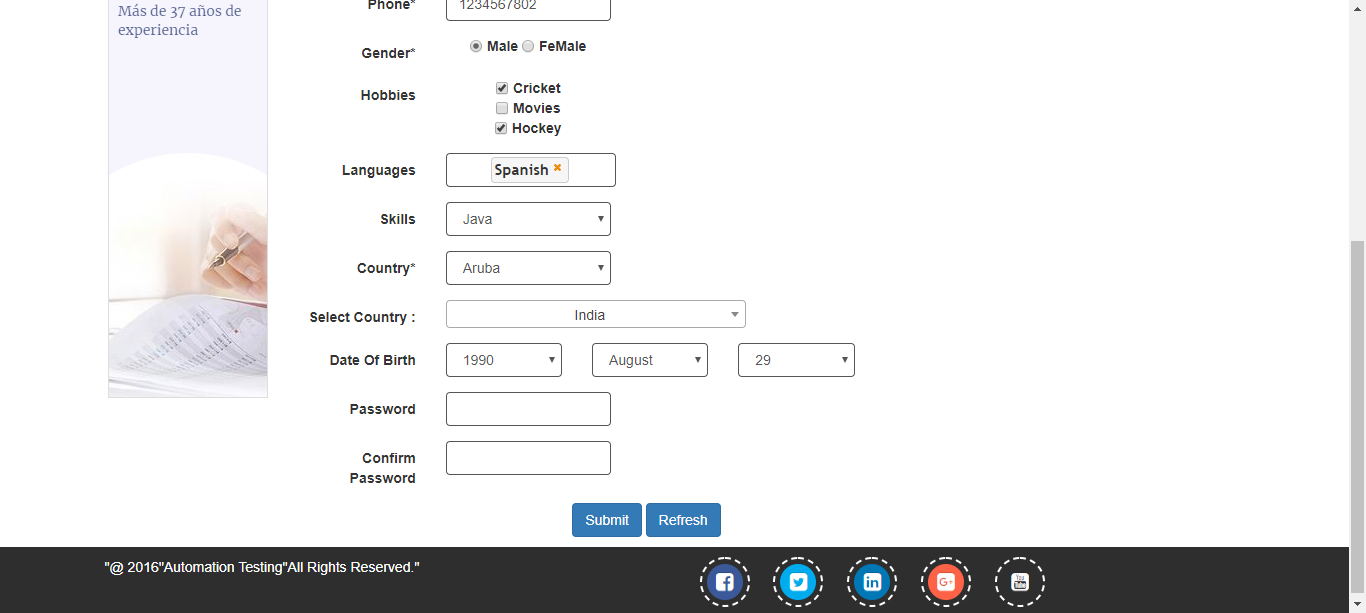 Más de 37 años de
experiencia
Phone*
1234567802
Gender*
Male FeMale
Hobbies
Cricket
Movies
Hockey
Languages
Spanish
Skills
Java
Country*
Aruba
Select Country :
India
Date Of Birth
1990 August 29
Password
Confirm
Password
Submit Refresh
"@ 2016"Automation Testing"All Rights Reserved."
f in G+ You
Tube